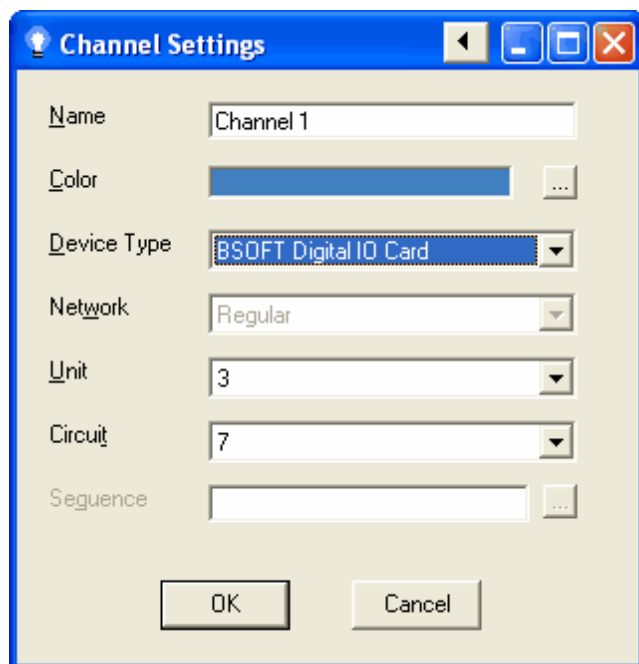 Channel Settings
Name Channel 1
Color ...
Device Type BSOFT Digital IO Card
Network Regular
Unit 3
Circuit 7
Seguence ...
OK Cancel